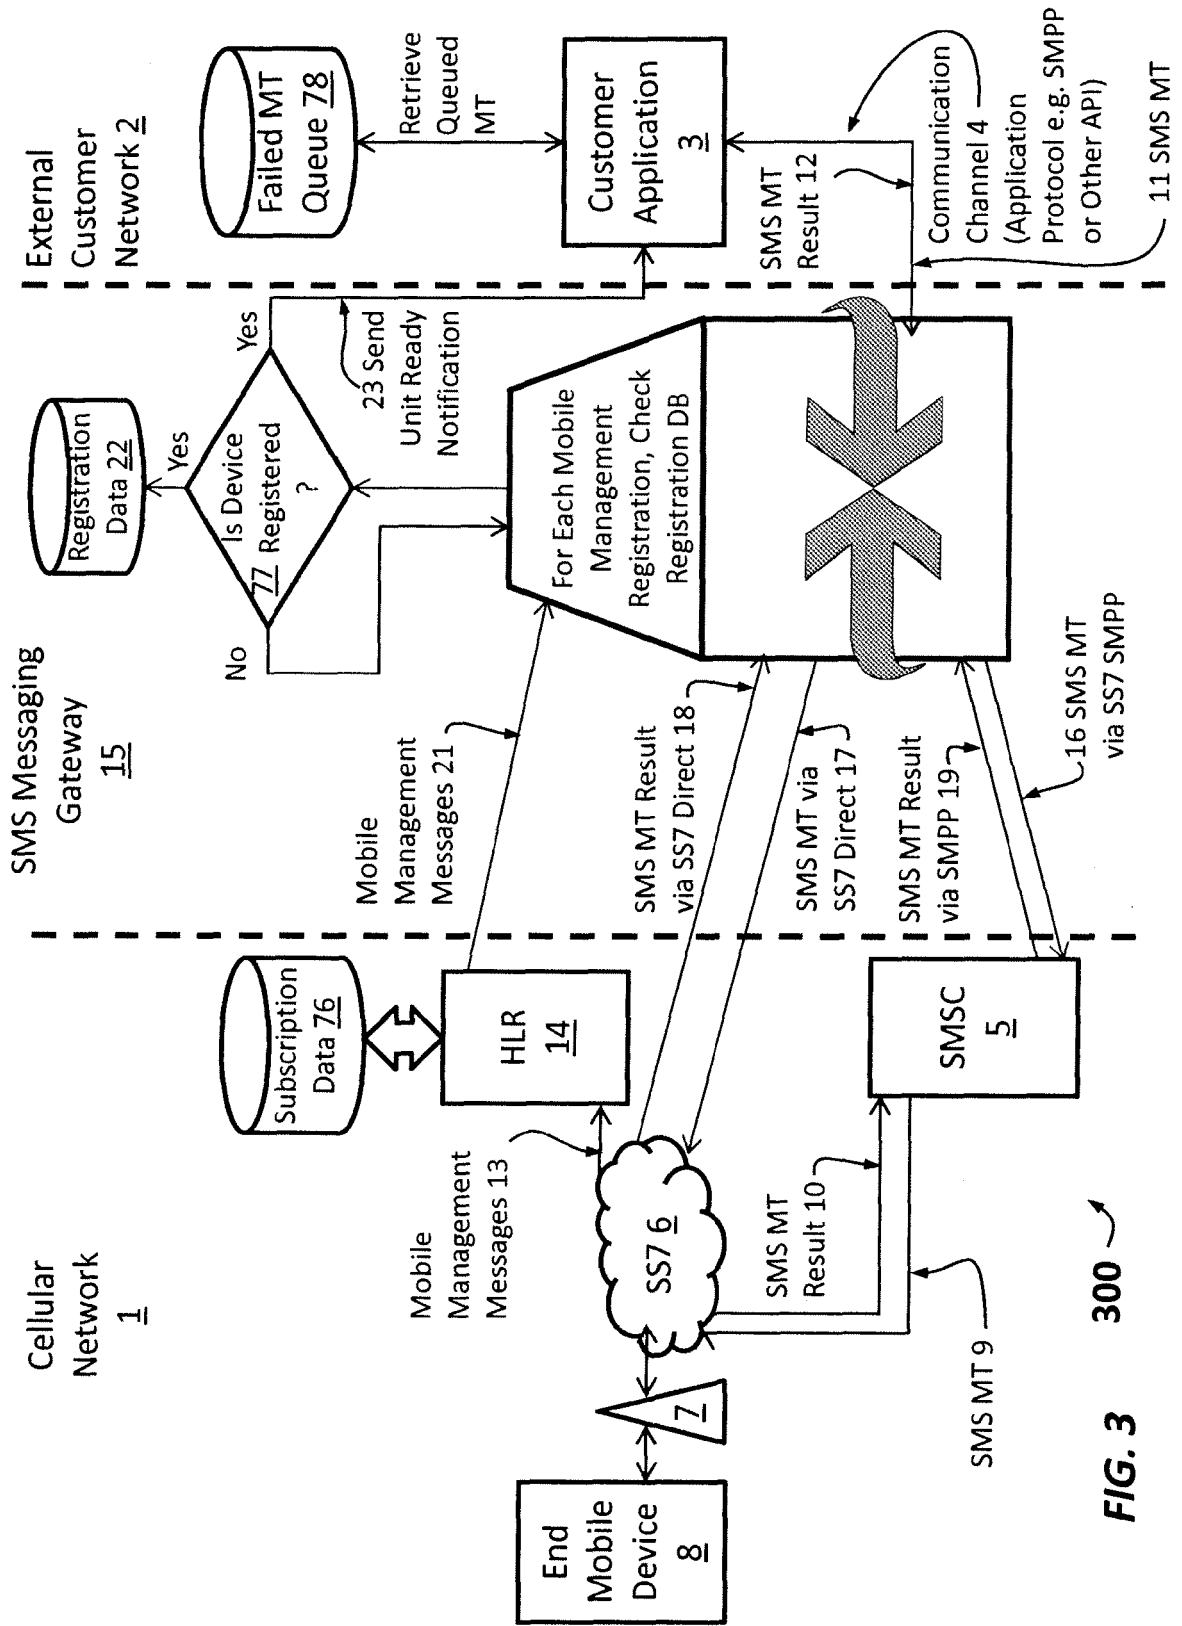 Cellular
Network
1
SMS Messaging
Gateway
15
External
Customer
Network 2
Subscription
Data 76
Registration
Data 22
Failed MT
Queue 78
HLR
14
Mobile
Management
Messages 21
No
Is Device
77 Registered
?
Yes
Yes
23 Send
Unit Ready
Notification
Retrieve
Queued
MT
Customer
Application
3
Mobile
Management
Messages 13
For Each Mobile
Management
Registration, Check
Registration DB
End
Mobile
Device
8
7
SS7 6
SMS MT Result
via SS7 Direct 18
SMS MT via
SS7 Direct 17
SMS MT
Result 12
SMS MT
Result 10
SMSC
5
SMS MT Result
via SMPP 19
16 SMS MT
via SS7 SMPP
Communication
Channel 4
(Application
Protocol e.g. SMPP
or Other API)
11 SMS MT
SMS MT 9
FIG. 3
300